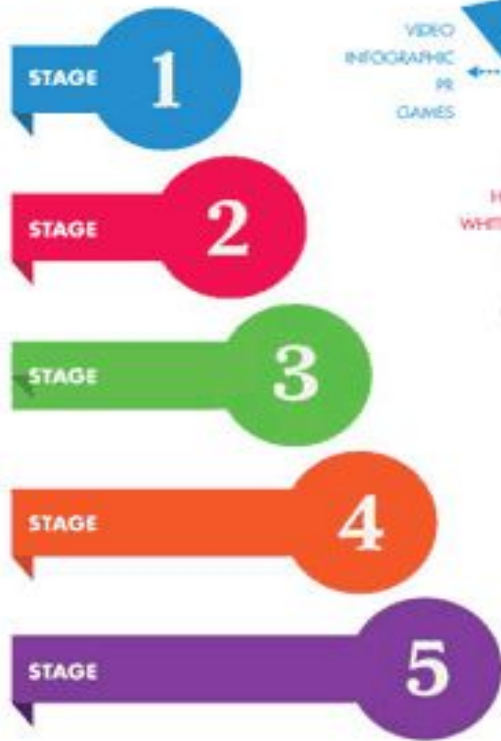 STAGE 1
VIDEO
INFOGRAPHIC
PR
GAMES
STAGE 2
STAGE 3
STAGE 4
STAGE 5